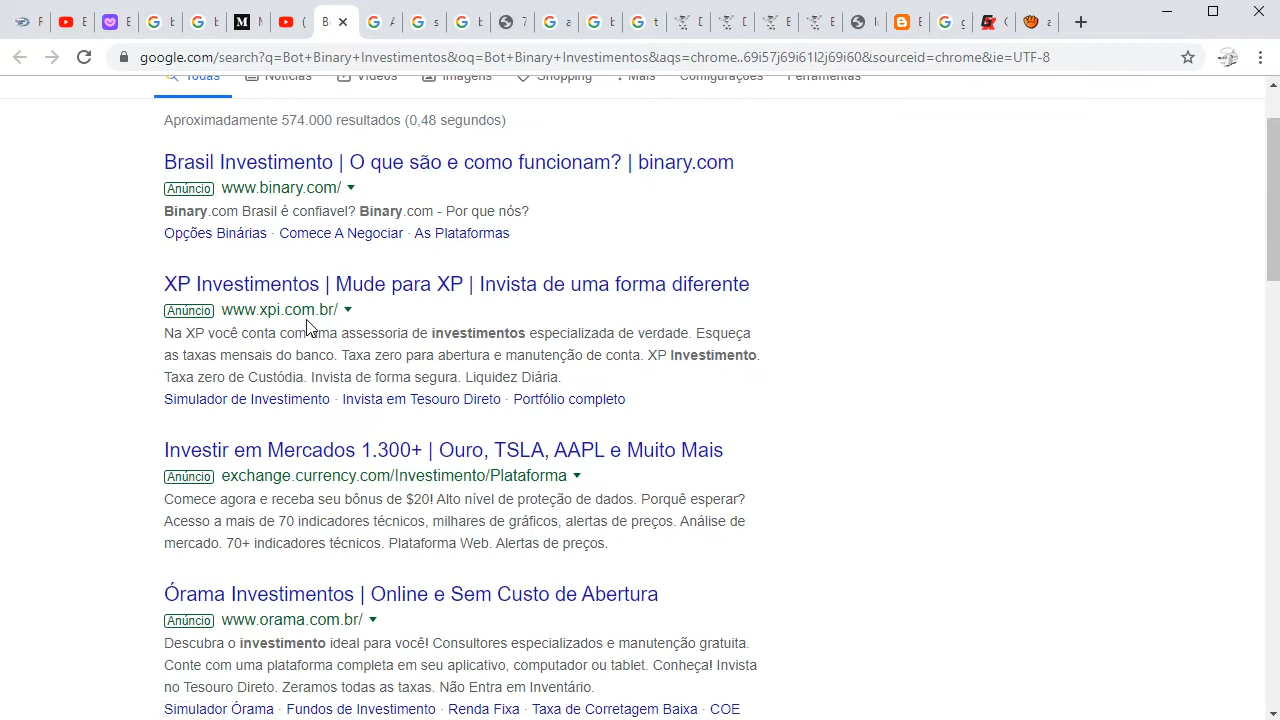 google.com/search?q=Bot+Binary+Investimentos&oq=Bot+Binary+Investimentos&aqs=chrome..69i57j69i61l2j69i60&sourceid=chrome&ie=UTF-8
Todas Notícias Vídeos Imagens Shopping Mais Configurações Ferramentas
Aproximadamente 574.000 resultados (0,48 segundos)
Brasil Investimento | O que são e como funcionam? | binary.com
Anúncio www.binary.com/
Binary.com Brasil é confiavel? Binary.com - Por que nós?
Opções Binárias · Comece A Negociar · As Plataformas
XP Investimentos | Mude para XP | Invista de uma forma diferente
Anúncio www.xpi.com.br/
Na XP você conta com uma assessoria de investimentos especializada de verdade. Esqueça
as taxas mensais do banco. Taxa zero para abertura e manutenção de conta. XP Investimento.
Taxa zero de Custódia. Invista de forma segura. Liquidez Diária.
Simulador de Investimento · Invista em Tesouro Direto · Portfólio completo
Investir em Mercados 1.300+ | Ouro, TSLA, AAPL e Muito Mais
Anúncio exchange.currency.com/Investimento/Plataforma
Comece agora e receba seu bônus de $20! Alto nível de proteção de dados. Porquê esperar?
Acesso a mais de 70 indicadores técnicos, milhares de gráficos, alertas de preços. Análise de
mercado. 70+ indicadores técnicos. Plataforma Web. Alertas de preços.
Órama Investimentos | Online e Sem Custo de Abertura
Anúncio www.orama.com.br/
Descubra o investimento ideal para você! Consultores especializados e manutenção gratuita.
Conte com uma plataforma completa em seu aplicativo, computador ou tablet. Conheça! Invista
no Tesouro Direto. Zeramos todas as taxas. Não Entra em Inventário.
Simulador Órama · Fundos de Investimento · Renda Fixa · Taxa de Corretagem Baixa · COE